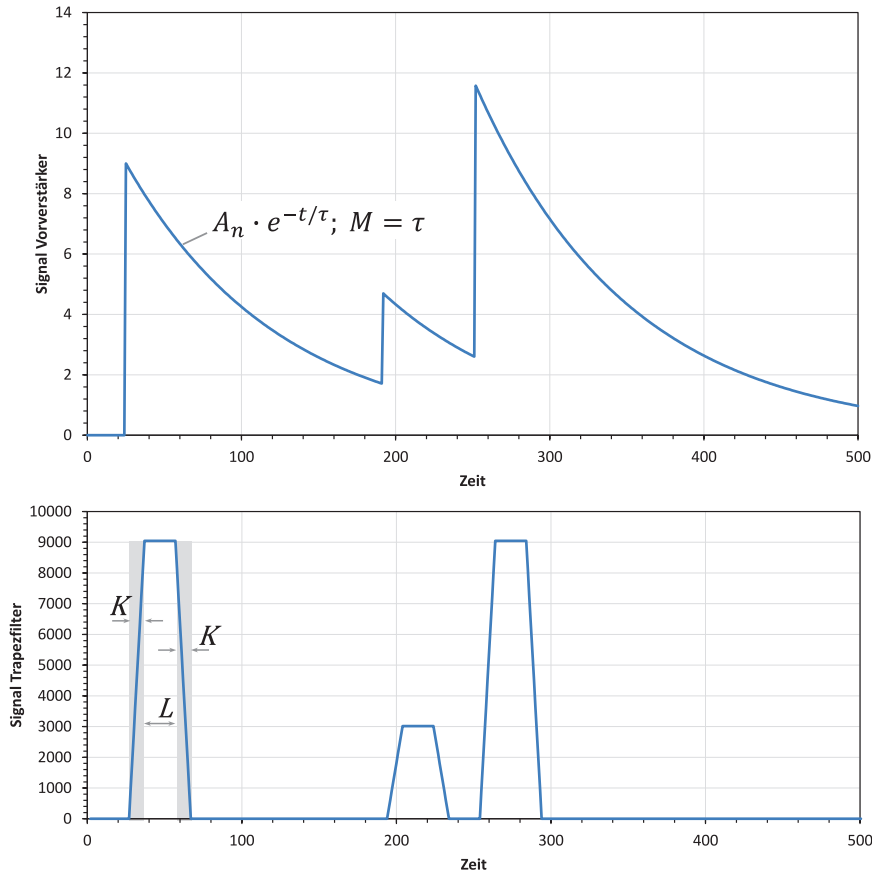 14
12
10
8
6
4
2
0
Signal Vorverstärker
A_n · e^{−t/τ}; M = τ
0 100 200 300 400 500
Zeit
10000
9000
8000
7000
6000
5000
4000
3000
2000
1000
0
Signal Trapezfilter
K
K
L
0 100 200 300 400 500
Zeit